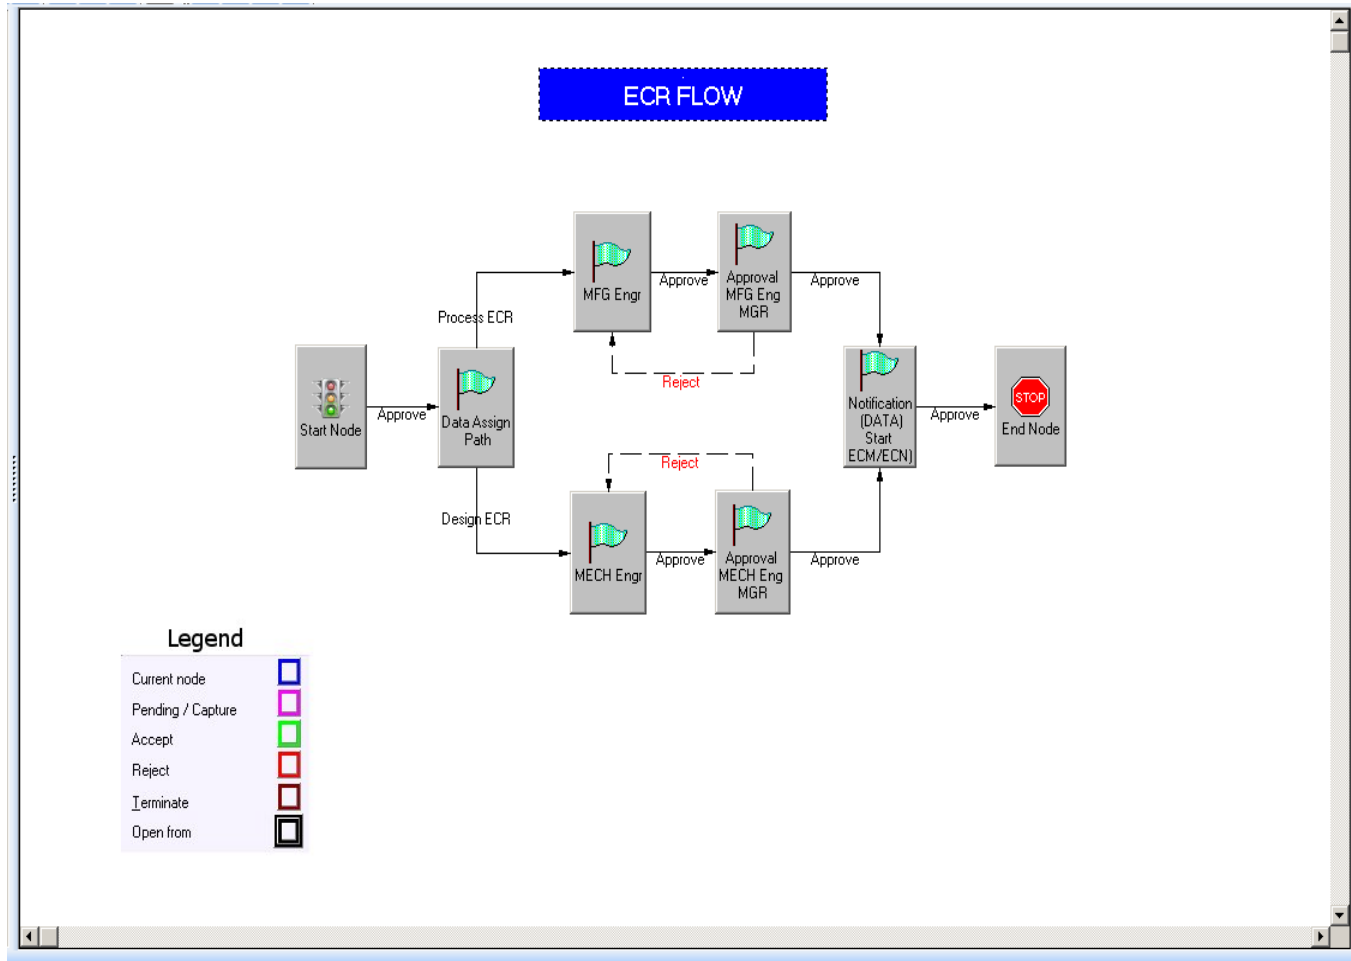 ECR FLOW
MFG Engr
Approve
Approval
MFG Eng
MGR
Approve
Process ECR
Reject
Start Node
Approve
Data Assign
Path
Notification
(DATA)
Start
ECM/ECN)
Approve
STOP
End Node
Reject
Design ECR
MECH Engr
Approve
Approval
MECH Eng
MGR
Approve
Legend
Current node
Pending / Capture
Accept
Reject
Terminate
Open from